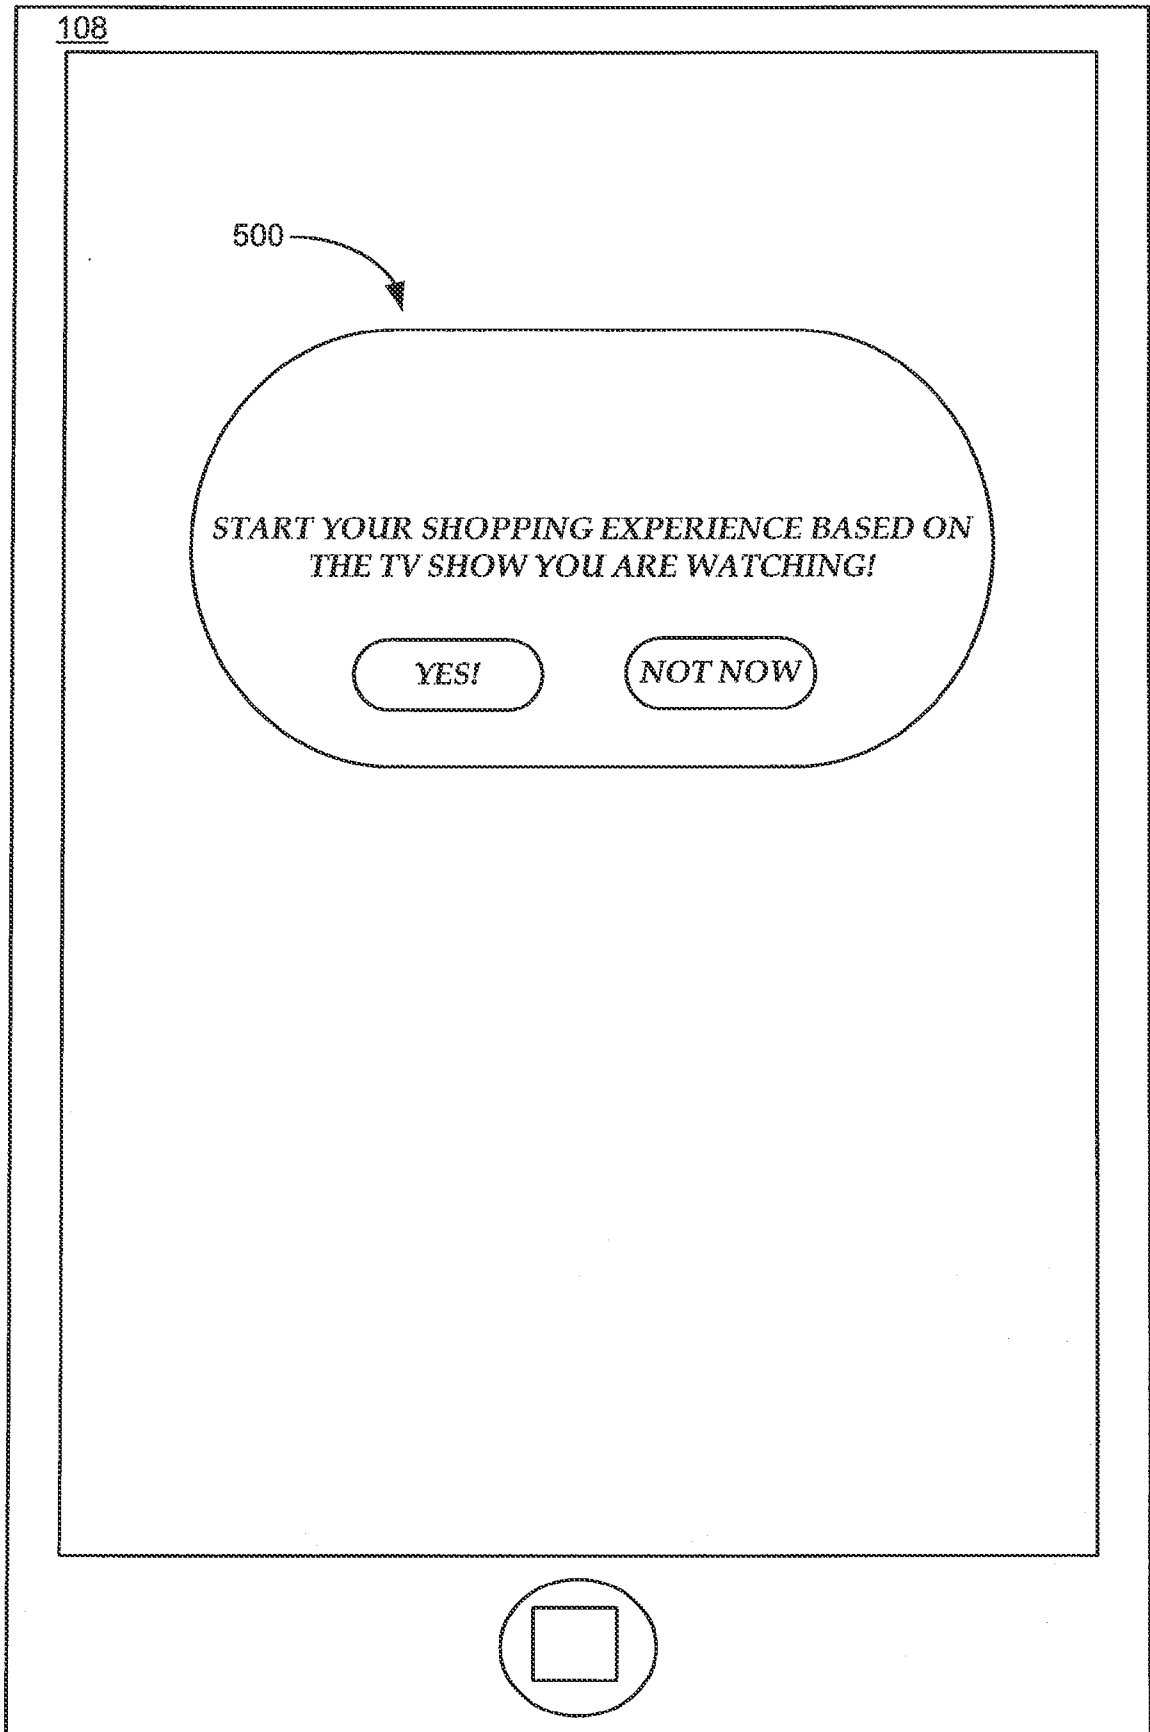 108
500
START YOUR SHOPPING EXPERIENCE BASED ON
THE TV SHOW YOU ARE WATCHING!
YES!
NOT NOW